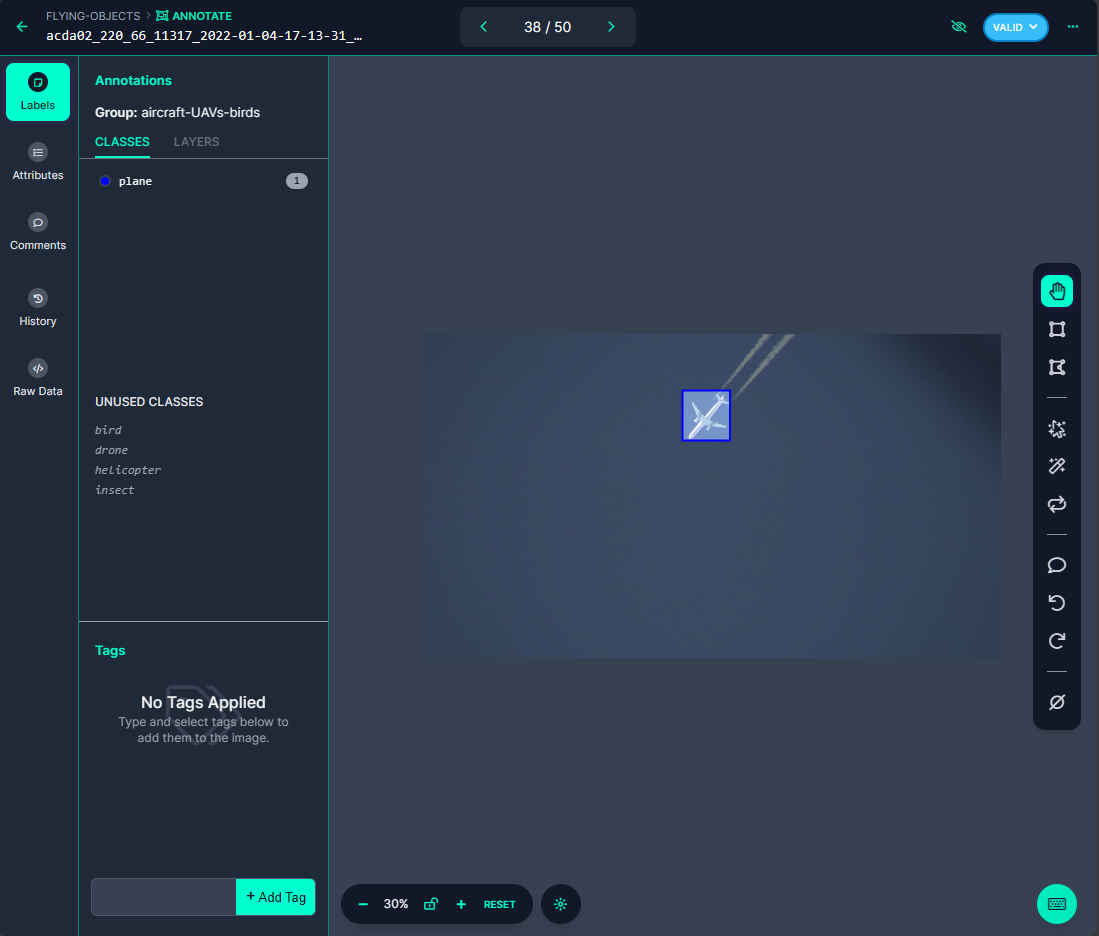 FLYING-OBJECTS > ANNOTATE
acda02_220_66_11317_2022-01-04-17-13-31_...
38 / 50
VALID
Labels
Attributes
Comments
History
Raw Data
Annotations
Group: aircraft-UAVs-birds
CLASSES LAYERS
plane 1
UNUSED CLASSES
bird
drone
helicopter
insect
Tags
No Tags Applied
Type and select tags below to
add them to the image.
+ Add Tag
30% RESET